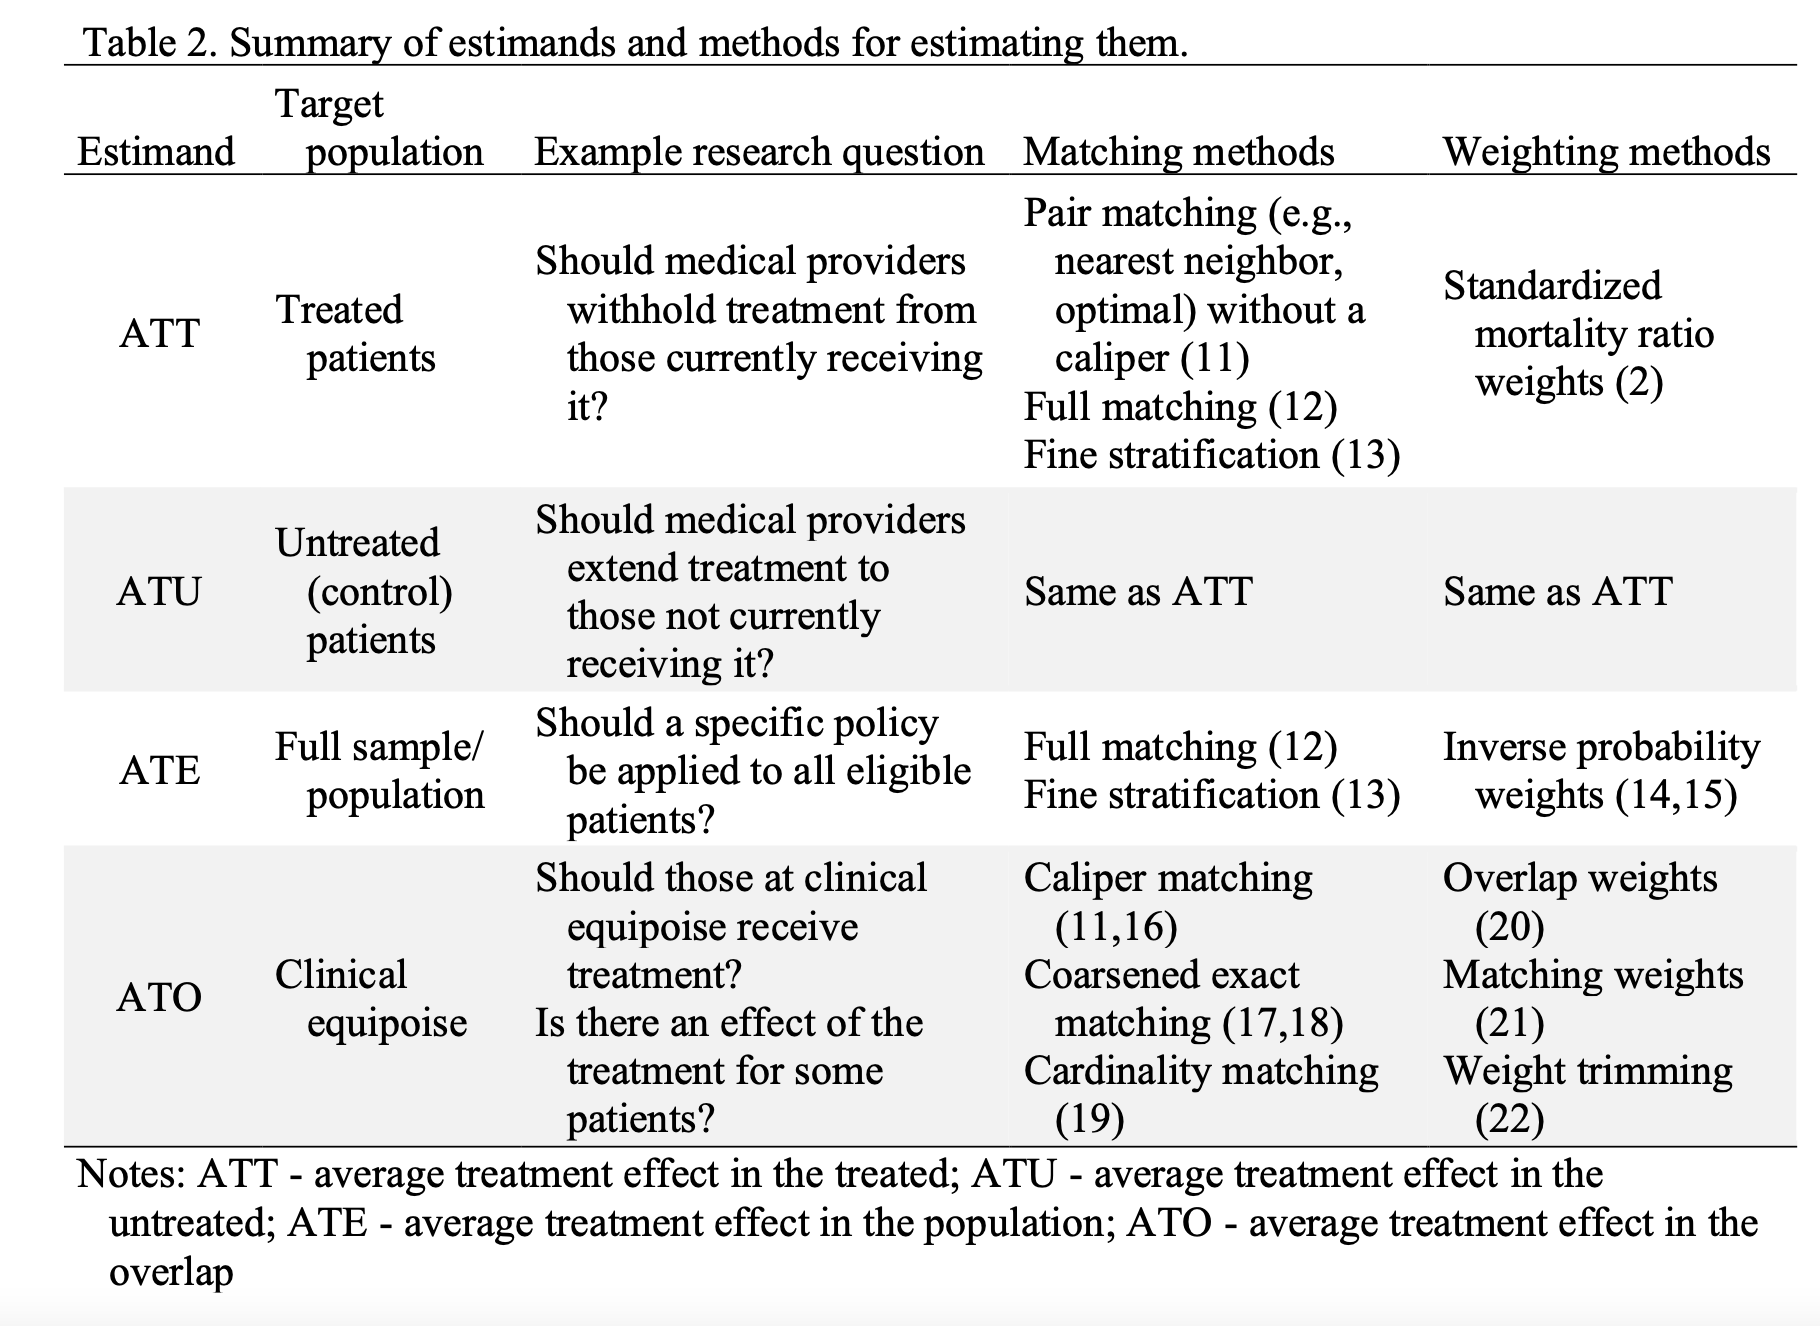 Table 2. Summary of estimands and methods for estimating them.
Estimand
Target
population
Example research question
Matching methods
Weighting methods
ATT
Treated
patients
Should medical providers
withhold treatment from
those currently receiving
it?
Pair matching (e.g.,
nearest neighbor,
optimal) without a
caliper (11)
Full matching (12)
Fine stratification (13)
Standardized
mortality ratio
weights (2)
ATU
Untreated
(control)
patients
Should medical providers
extend treatment to
those not currently
receiving it?
Same as ATT
Same as ATT
ATE
Full sample/
population
Should a specific policy
be applied to all eligible
patients?
Full matching (12)
Fine stratification (13)
Inverse probability
weights (14,15)
ATO
Clinical
equipoise
Should those at clinical
equipoise receive
treatment?
Is there an effect of the
treatment for some
patients?
Caliper matching
(11,16)
Coarsened exact
matching (17,18)
Cardinality matching
(19)
Overlap weights
(20)
Matching weights
(21)
Weight trimming
(22)
Notes: ATT - average treatment effect in the treated; ATU - average treatment effect in the
untreated; ATE - average treatment effect in the population; ATO - average treatment effect in the
overlap